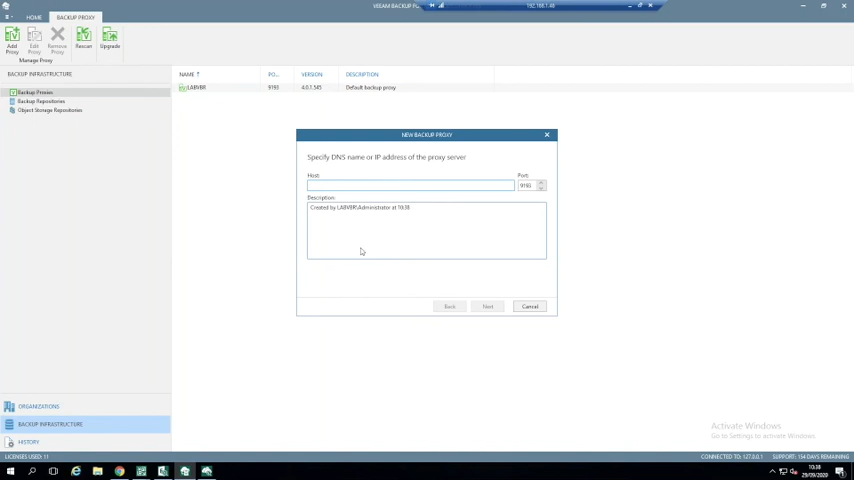 VEEAM BACKUP
192.168.1.48
HOME
BACKUP PROXY
Add Proxy
Edit Proxy
Remove Proxy
Rescan
Upgrade
Manage Proxy
BACKUP INFRASTRUCTURE
Backup Proxies
Backup Repositories
Object Storage Repositories
NAME ↑
PO...
VERSION
DESCRIPTION
LABVBR
9193
4.0.1.545
Default backup proxy
NEW BACKUP PROXY
Specify DNS name or IP address of the proxy server
Host:
Port:
9193
Description:
Created by LABVBR\Administrator at 10:38
Back
Next
Cancel
ORGANIZATIONS
BACKUP INFRASTRUCTURE
HISTORY
Activate Windows
Go to Settings to activate Windows.
LICENSES USED: 11
CONNECTED TO: 127.0.0.1
SUPPORT: 154 DAYS REMAINING
10:38
29/09/2020